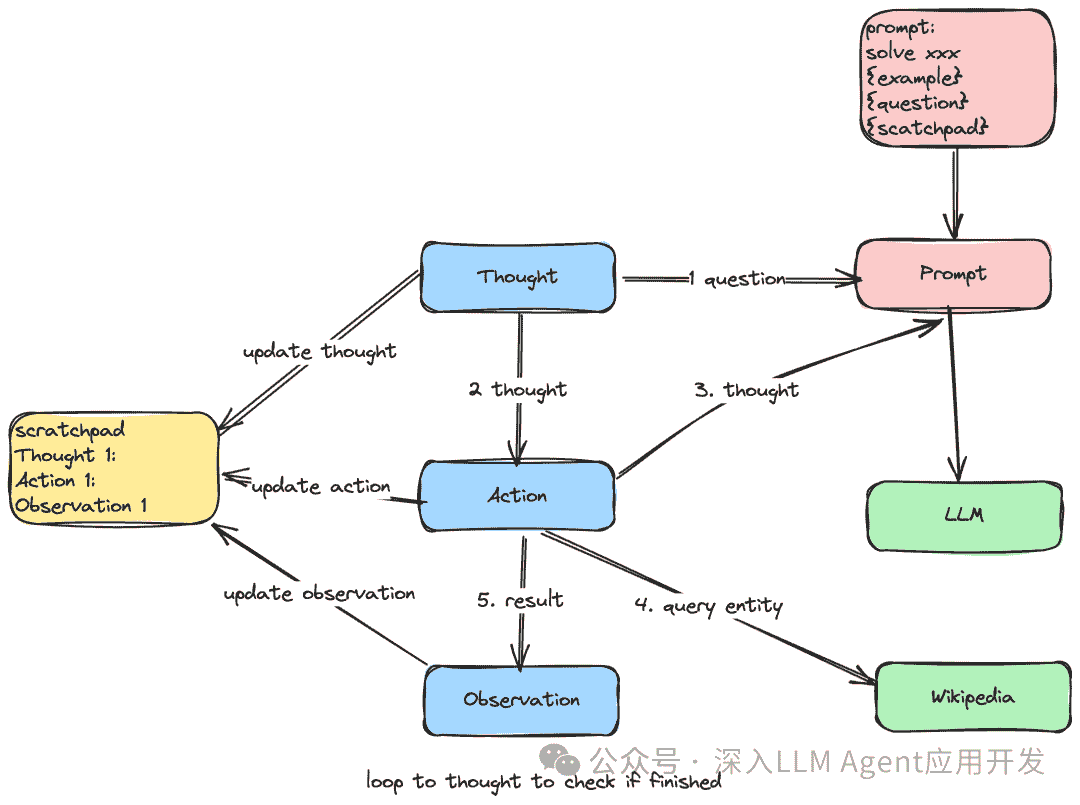 prompt:
solve xxx
{example}
{question}
{scatchpad}
Thought
1 question
Prompt
update thought
2 thought
3. thought
scratchpad
Thought 1:
Action 1:
Observation 1
update action
Action
LLM
update observation
5. result
4. query entity
Observation
Wikipedia
公众号 · 深入LLM Agent应用开发
loop to thought to check if finished